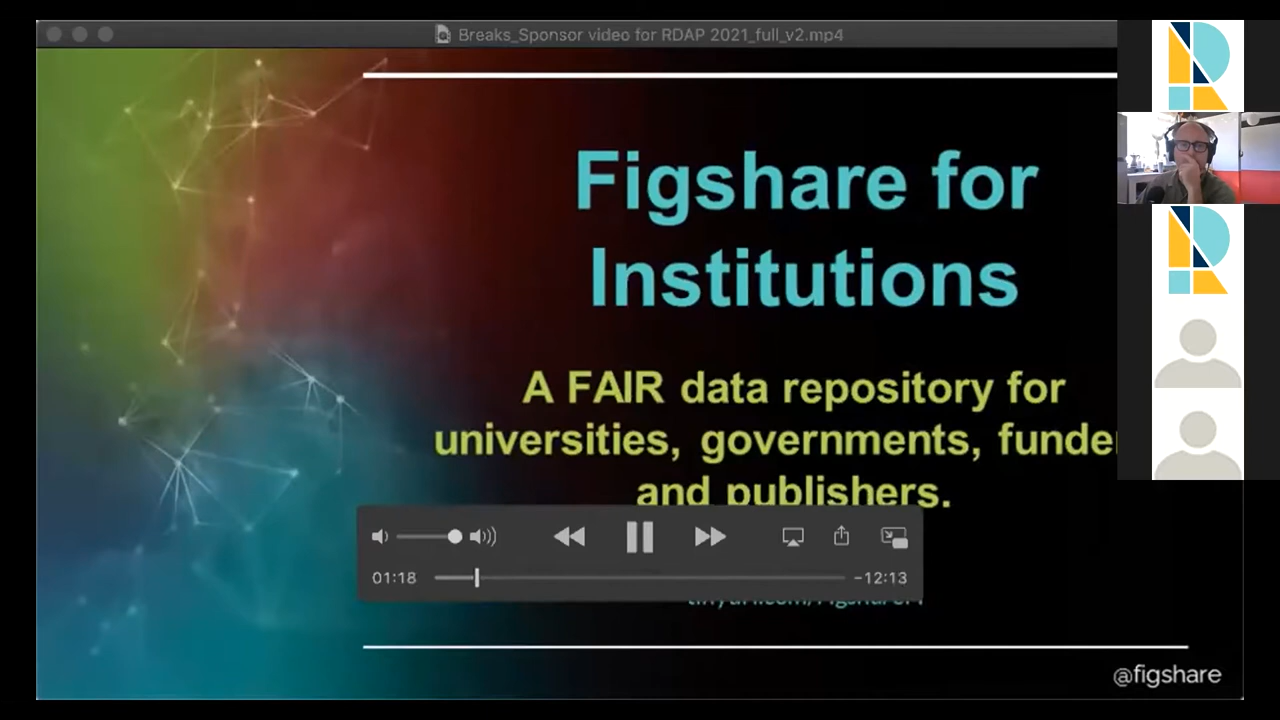 Breaks_Sponsor video for RDAP 2021_full_v2.mp4
Figshare for
Institutions
A FAIR data repository for
universities, governments,
and publishers.
01:18
-12:13
@figshare